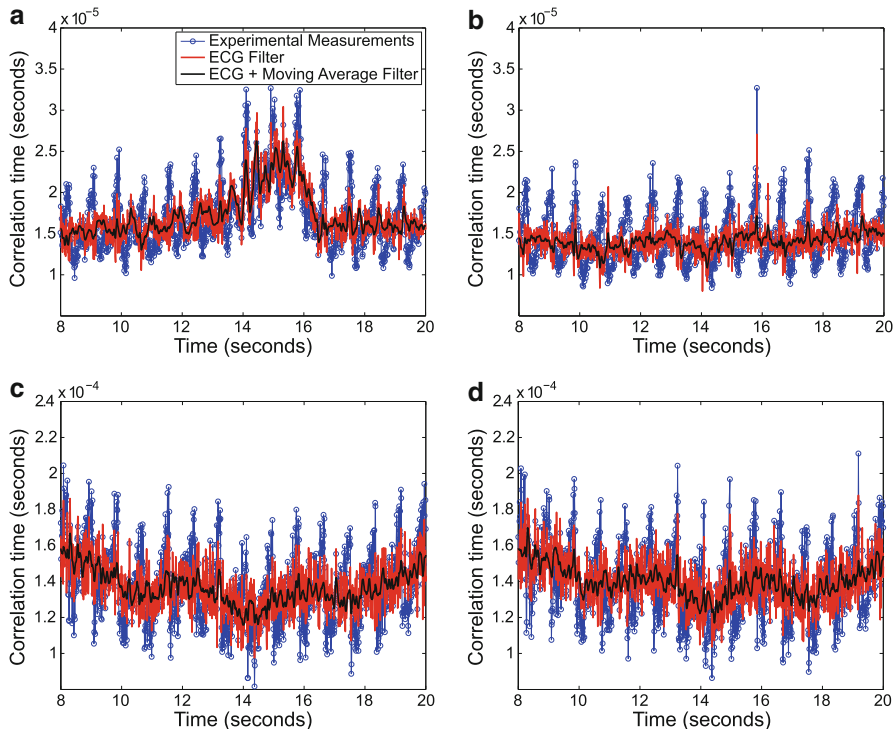 a
x 10⁻⁵
4
3.5
3
2.5
2
1.5
1
8 10 12 14 16 18 20
Time (seconds)
Correlation time (seconds)
Experimental Measurements
ECG Filter
ECG + Moving Average Filter
b
x 10⁻⁵
4
3.5
3
2.5
2
1.5
1
8 10 12 14 16 18 20
Time (seconds)
Correlation time (seconds)
c
x 10⁻⁴
2.4
2.2
2
1.8
1.6
1.4
1.2
1
8 10 12 14 16 18 20
Time (seconds)
Correlation time (seconds)
d
x 10⁻⁴
2.4
2.2
2
1.8
1.6
1.4
1.2
1
8 10 12 14 16 18 20
Time (seconds)
Correlation time (seconds)